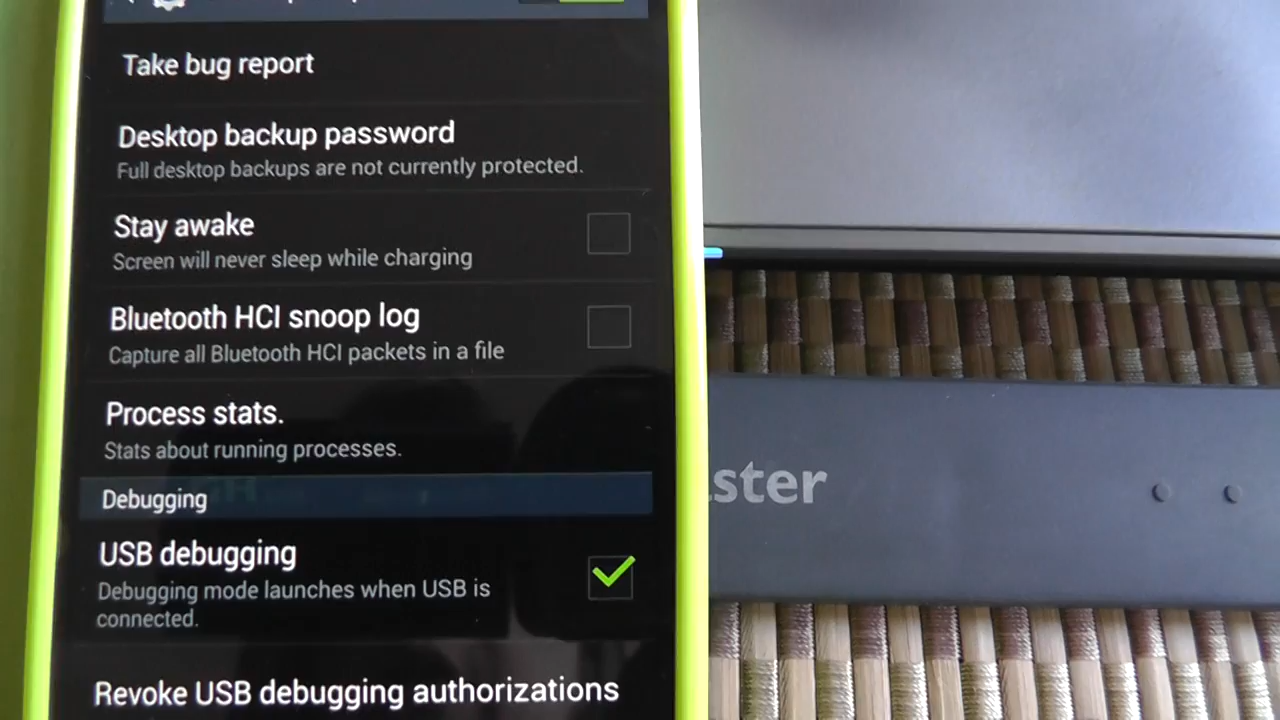 Take bug report
Desktop backup password
Full desktop backups are not currently protected.
Stay awake
Screen will never sleep while charging
Bluetooth HCI snoop log
Capture all Bluetooth HCI packets in a file
Process stats.
Stats about running processes.
Debugging
USB debugging
Debugging mode launches when USB is
connected.
Revoke USB debugging authorizations
ster